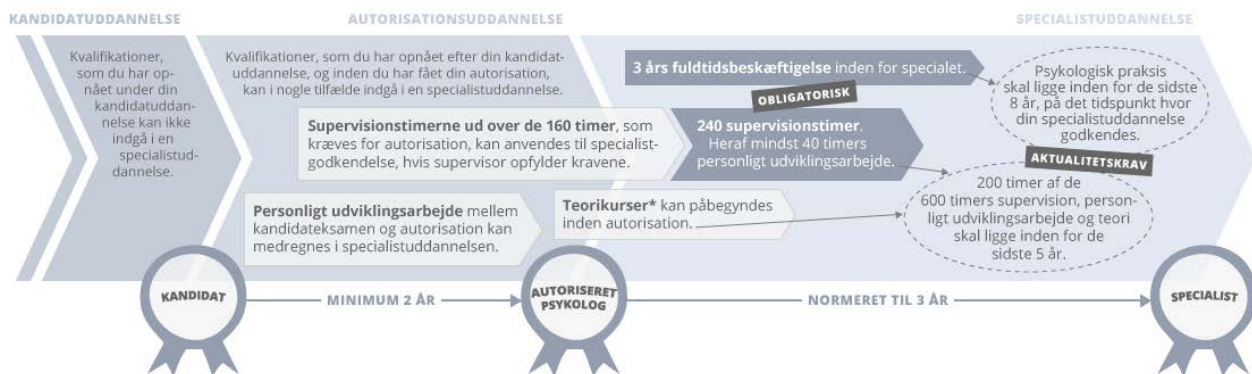 KANDIDATUDDANNELSE
AUTORISATIONSUDDANNELSE
SPECIALISTUDDANNELSE
Kvalifikationer,
som du har op-
nået under din
kandidatuddan-
nelse kan ikke
indgå i en
specialistud-
dannelse.
Kvalifikationer, som du har opnået efter din kandidat-
uddannelse, og inden du har fået din autorisation,
kan i nogle tilfælde indgå i en specialistuddannelse.
Supervisionstimerne ud over de 160 timer, som
kræves for autorisation, kan anvendes til specialist-
godkendelse, hvis supervisor opfylder kravene.
Personligt udviklingsarbejde mellem
kandidateksamen og autorisation kan
medregnes i specialistuddannelsen.
3 års fuldtidsbeskæftigelse inden for specialet.
OBLIGATORISK
240 supervisionstimer.
Heraf mindst 40 timers
personligt udviklingsarbejde.
Teorikurser* kan påbegyndes
inden autorisation.
Psykologisk praksis
skal ligge inden for de sidste
8 år, på det tidspunkt hvor
din specialistuddannelse
godkendes.
AKTUALITETSKRAV
200 timer af de
600 timers supervision, person-
ligt udviklingsarbejde og teori
skal ligge inden for de
sidste 5 år.
KANDIDAT
MINIMUM 2 ÅR
AUTORISERET
PSYKOLOG
NORMERET TIL 3 ÅR
SPECIALIST